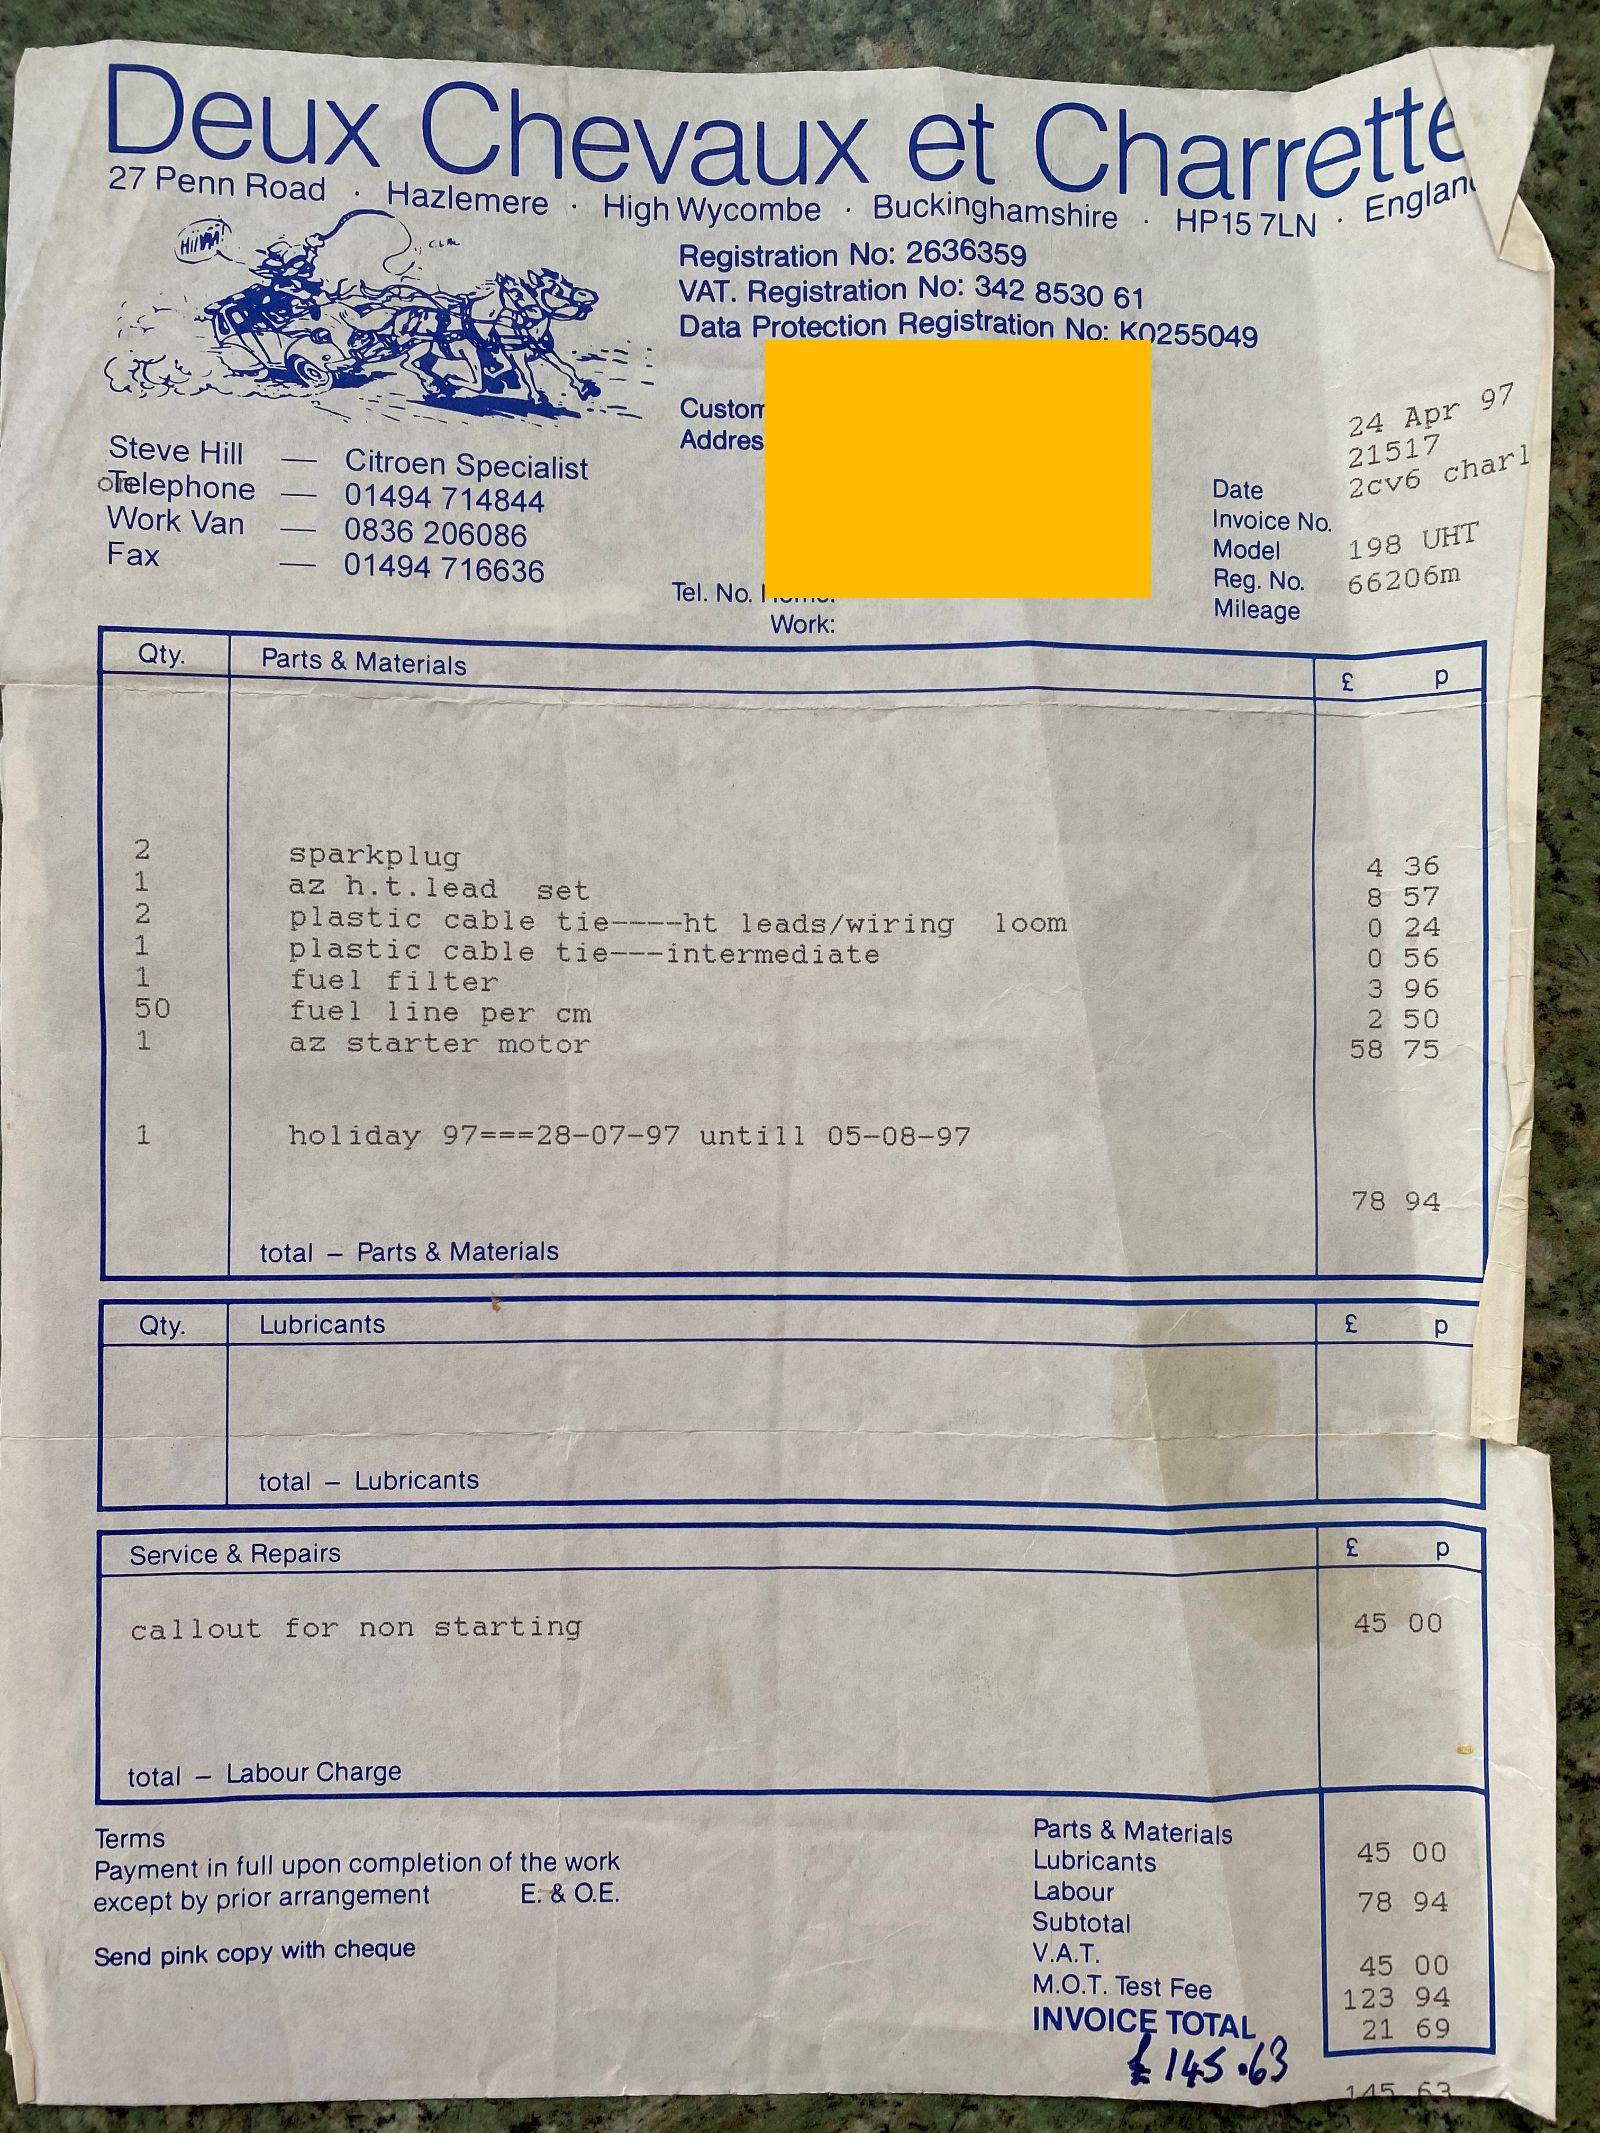 Deux Chevaux et Charrette
27 Penn Road · Hazlemere · High Wycombe · Buckinghamshire · HP15 7LN · England
Registration No: 2636359
VAT. Registration No: 342 8530 61
Data Protection Registration No: K0255049
Steve Hill — Citroen Specialist
Telephone — 01494 714844
Work Van — 0836 206086
Fax — 01494 716636
Custom
Addres
Tel. No.
Work:
Date 24 Apr 97
Invoice No. 21517
Model 2cv6 charl
Reg. No. 198 UHT
Mileage 66206m
Qty. Parts & Materials £ p
2 sparkplug 4 36
1 az h.t.lead set 8 57
2 plastic cable tie----ht leads/wiring loom 0 24
1 plastic cable tie---intermediate 0 56
1 fuel filter 3 96
50 fuel line per cm 2 50
1 az starter motor 58 75
1 holiday 97===28-07-97 untill 05-08-97
78 94
total – Parts & Materials
Qty. Lubricants £ p
total – Lubricants
Service & Repairs £ p
callout for non starting 45 00
total – Labour Charge
Terms
Payment in full upon completion of the work
except by prior arrangement E. & O.E.
Send pink copy with cheque
Parts & Materials
Lubricants
Labour
Subtotal
V.A.T.
M.O.T. Test Fee
INVOICE TOTAL
£145.63
45 00
78 94
45 00
123 94
21 69
145 63